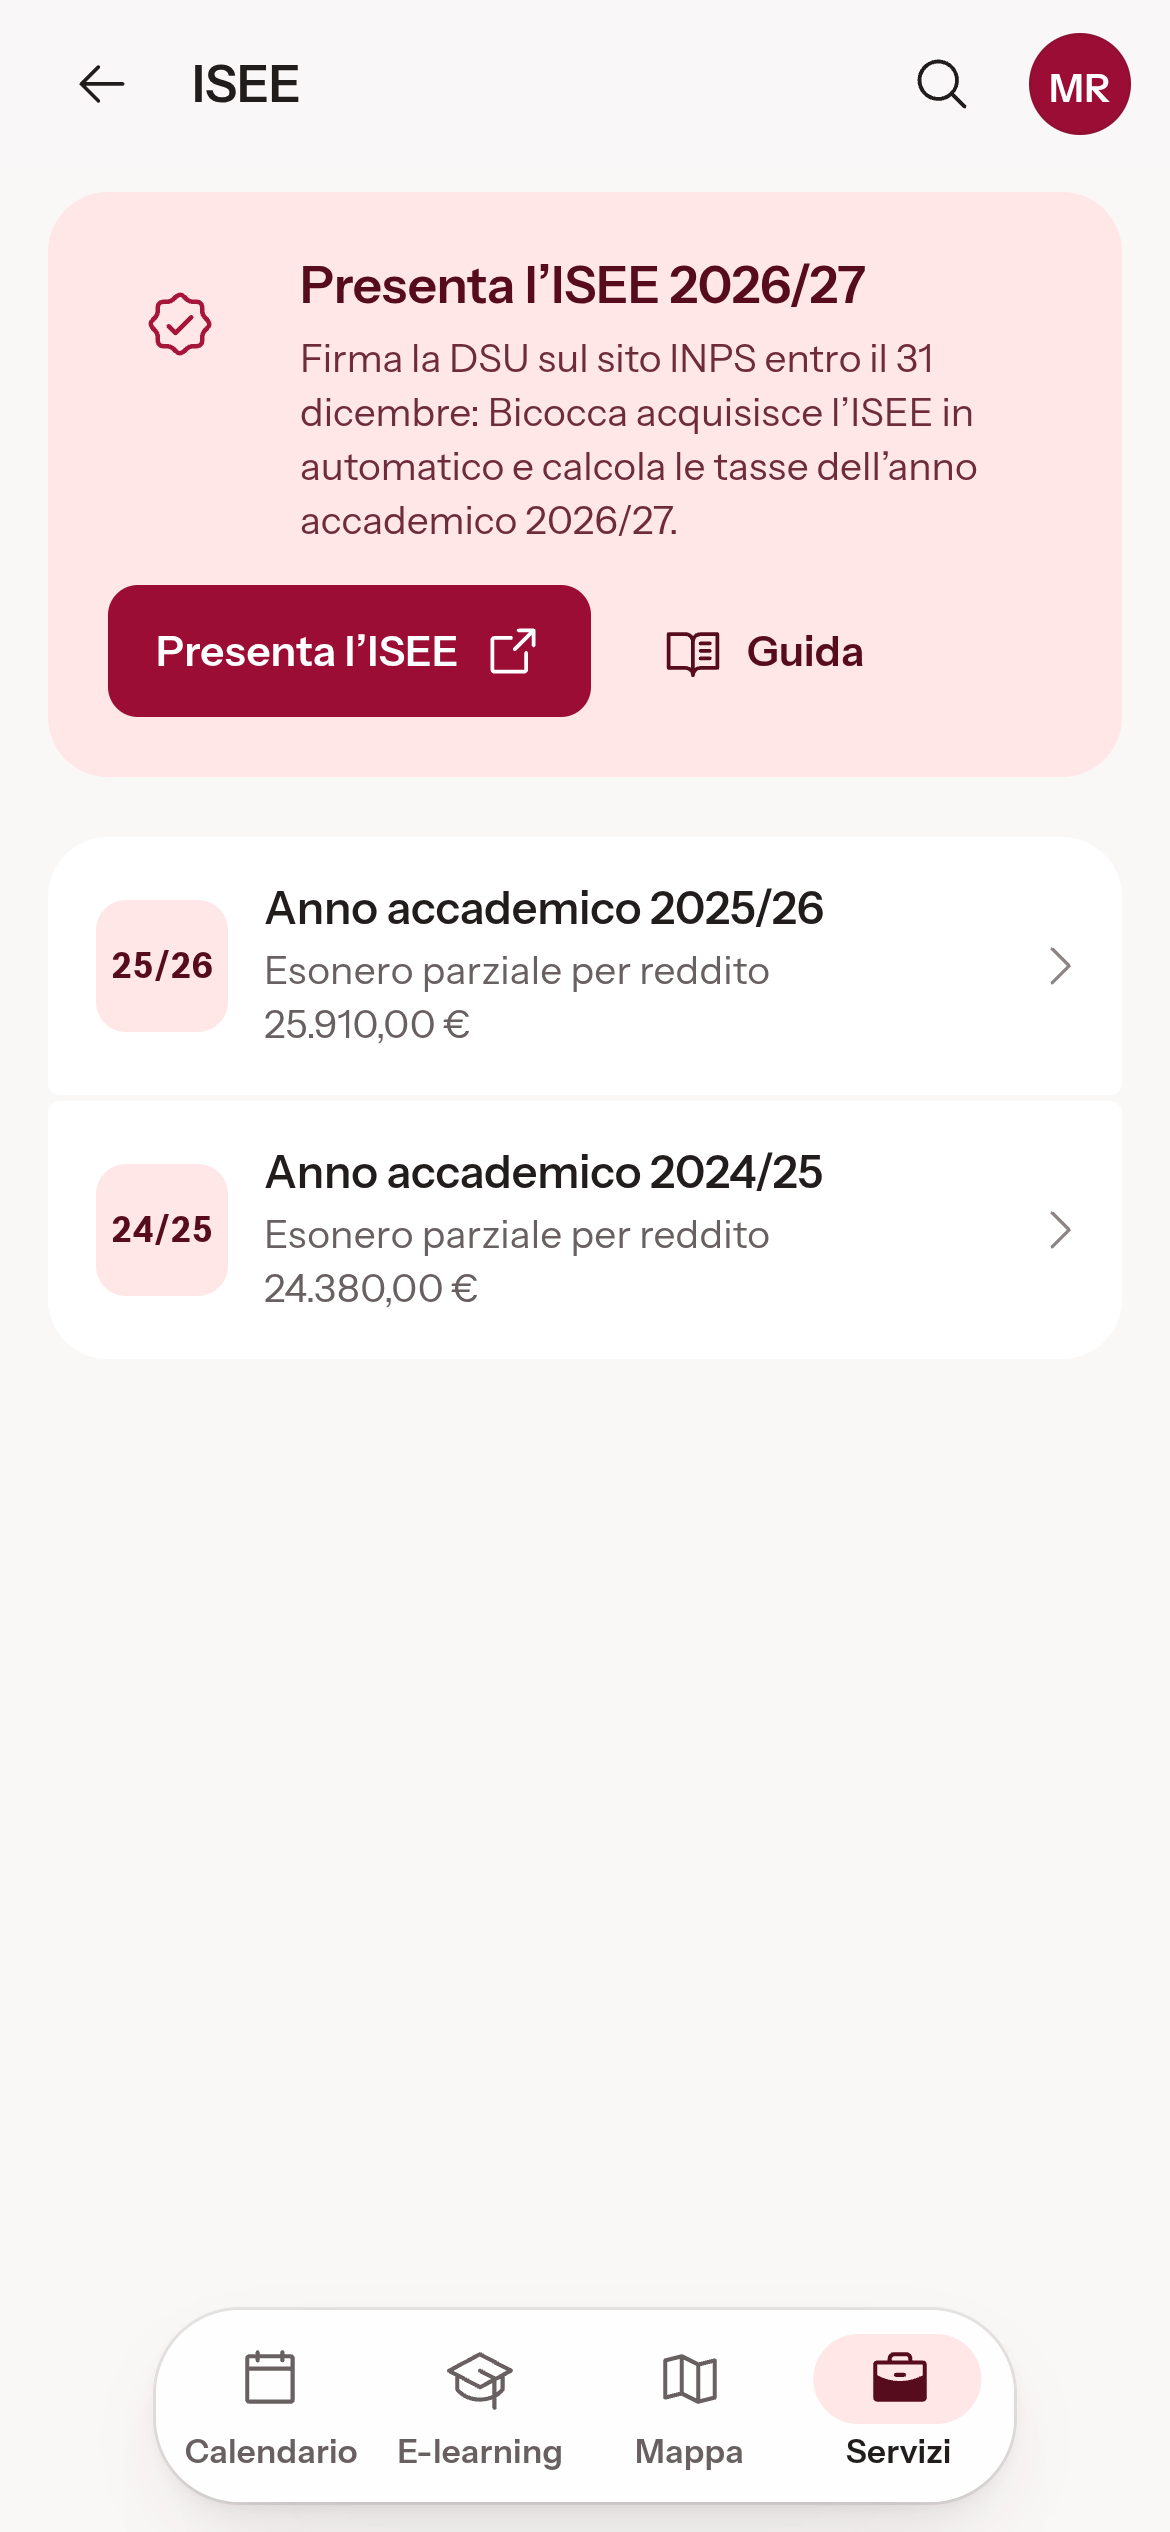 ISEE
MR
Presenta l’ISEE 2026/27
Firma la DSU sul sito INPS entro il 31
dicembre: Bicocca acquisisce l’ISEE in
automatico e calcola le tasse dell’anno
accademico 2026/27.
Presenta l’ISEE
Guida
25/26
Anno accademico 2025/26
Esonero parziale per reddito
25.910,00 €
24/25
Anno accademico 2024/25
Esonero parziale per reddito
24.380,00 €
Calendario
E-learning
Mappa
Servizi